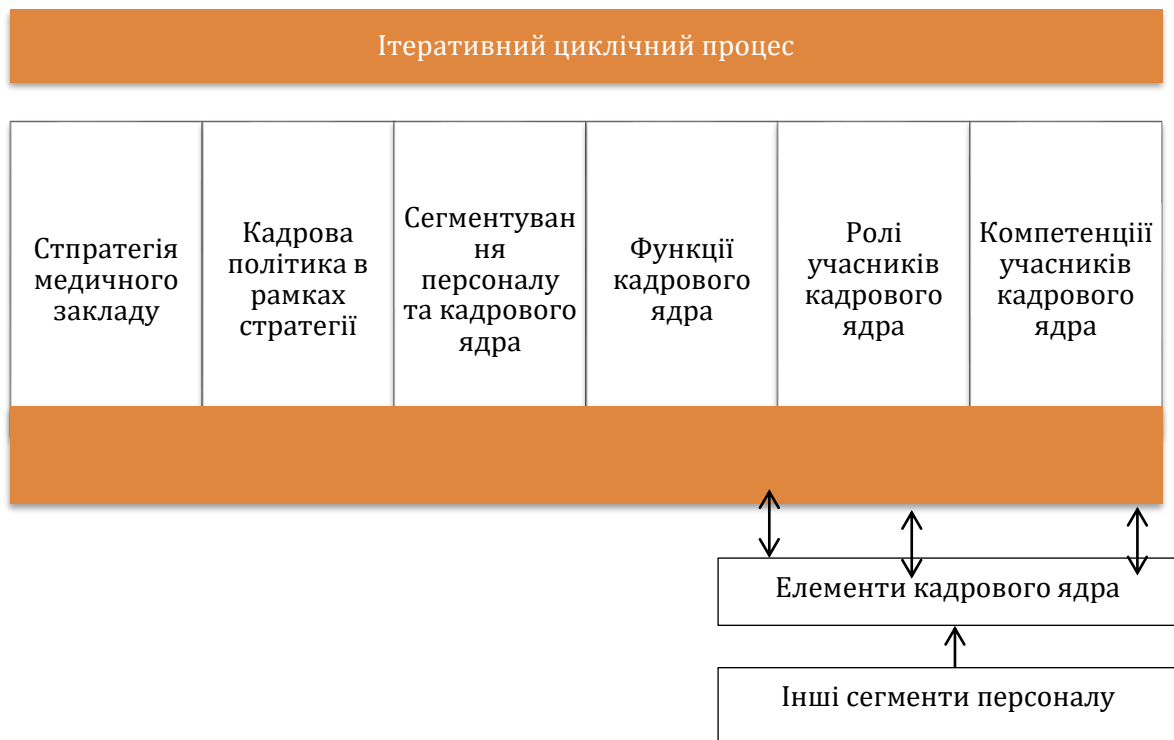 Ітеративний циклічний процес
Стпратегія
медичного
закладу
Кадрова
політика в
рамках
стратегії
Сегментуван
ня
персоналу
та кадрового
ядра
Функції
кадрового
ядра
Ролі
учасників
кадрового
ядра
Компетенціії
учасників
кадрового
ядра
Елементи кадрового ядра
Інші сегменти персоналу